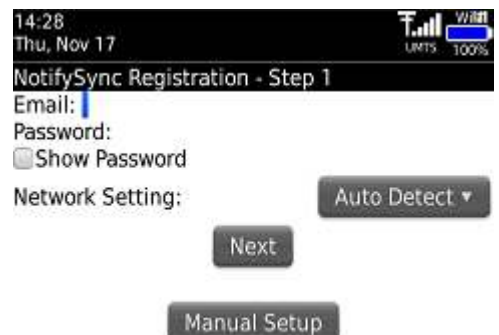 14:28
Thu, Nov 17
Wifi
UMTS 100%
NotifySync Registration - Step 1
Email:
Password:
Show Password
Network Setting: Auto Detect
Next
Manual Setup